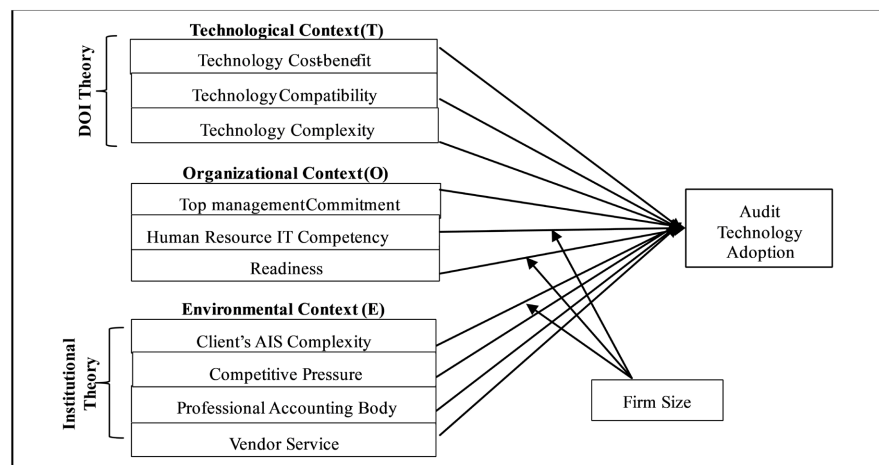 Technological Context (T)
DOI Theory
Technology Cost-benefit
Technology Compatibility
Technology Complexity
Organizational Context (O)
Top management Commitment
Human Resource IT Competency
Readiness
Environmental Context (E)
Institutional
Theory
Client's AIS Complexity
Competitive Pressure
Professional Accounting Body
Vendor Service
Audit
Technology
Adoption
Firm Size